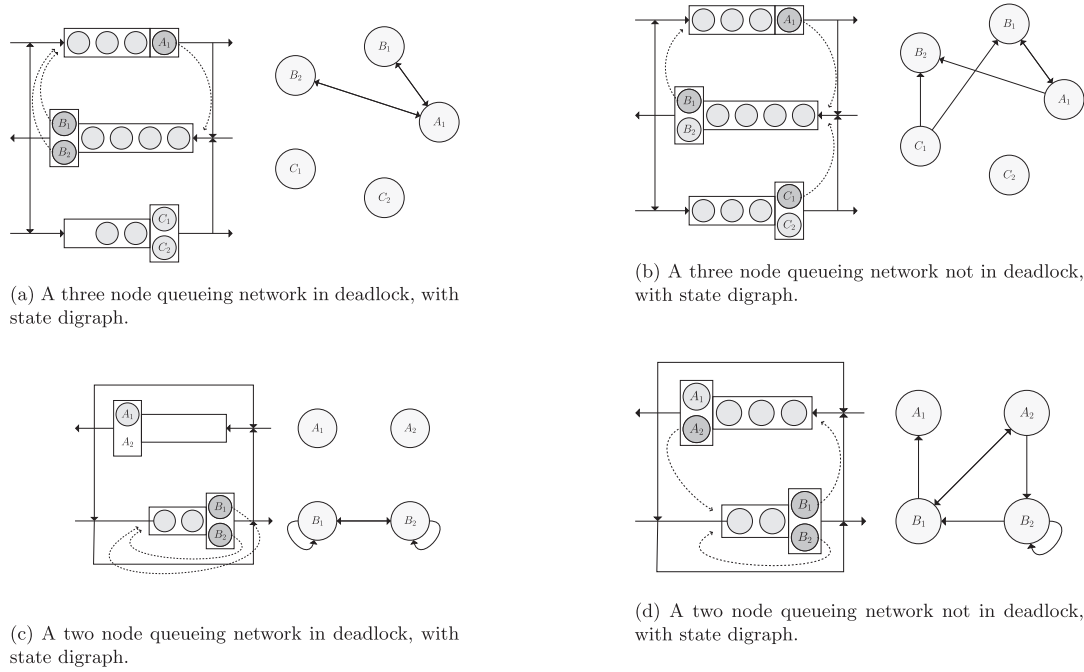 A₁
B₁
B₂
C₁
C₂
B₁
B₂
A₁
C₁
C₂
(a) A three node queueing network in deadlock, with
state digraph.
A₁
B₁
B₂
C₁
C₂
B₁
B₂
A₁
C₁
C₂
(b) A three node queueing network not in deadlock,
with state digraph.
A₁
A₂
B₁
B₂
A₁
A₂
B₁
B₂
(c) A two node queueing network in deadlock, with
state digraph.
A₁
A₂
B₁
B₂
A₁
A₂
B₁
B₂
(d) A two node queueing network not in deadlock,
with state digraph.